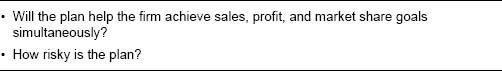 • Will the plan help the firm achieve sales, profit, and market share goals
simultaneously?
• How risky is the plan?